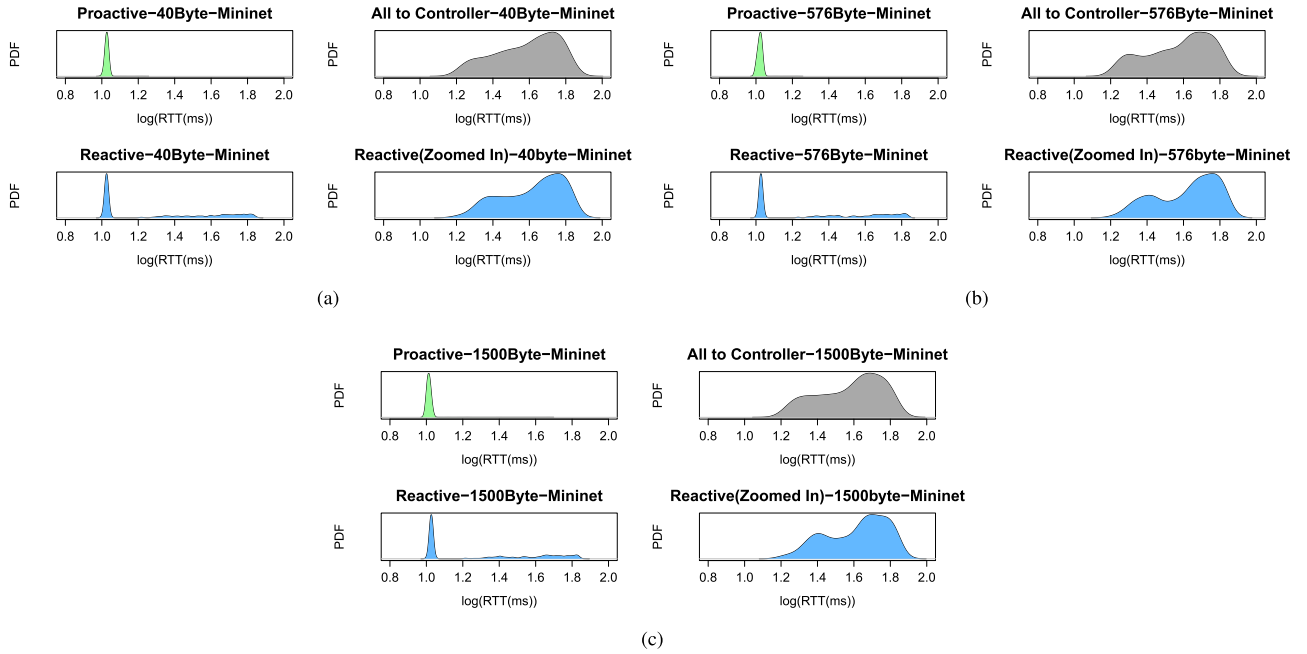 Proactive−40Byte−Mininet
PDF
0.8 1.0 1.2 1.4 1.6 1.8 2.0
log(RTT(ms))
All to Controller−40Byte−Mininet
PDF
0.8 1.0 1.2 1.4 1.6 1.8 2.0
log(RTT(ms))
Reactive−40Byte−Mininet
PDF
0.8 1.0 1.2 1.4 1.6 1.8 2.0
log(RTT(ms))
Reactive(Zoomed In)−40byte−Mininet
PDF
0.8 1.0 1.2 1.4 1.6 1.8 2.0
log(RTT(ms))
(a)
Proactive−576Byte−Mininet
PDF
0.8 1.0 1.2 1.4 1.6 1.8 2.0
log(RTT(ms))
All to Controller−576Byte−Mininet
PDF
0.8 1.0 1.2 1.4 1.6 1.8 2.0
log(RTT(ms))
Reactive−576Byte−Mininet
PDF
0.8 1.0 1.2 1.4 1.6 1.8 2.0
log(RTT(ms))
Reactive(Zoomed In)−576byte−Mininet
PDF
0.8 1.0 1.2 1.4 1.6 1.8 2.0
log(RTT(ms))
(b)
Proactive−1500Byte−Mininet
PDF
0.8 1.0 1.2 1.4 1.6 1.8 2.0
log(RTT(ms))
All to Controller−1500Byte−Mininet
PDF
0.8 1.0 1.2 1.4 1.6 1.8 2.0
log(RTT(ms))
Reactive−1500Byte−Mininet
PDF
0.8 1.0 1.2 1.4 1.6 1.8 2.0
log(RTT(ms))
Reactive(Zoomed In)−1500byte−Mininet
PDF
0.8 1.0 1.2 1.4 1.6 1.8 2.0
log(RTT(ms))
(c)